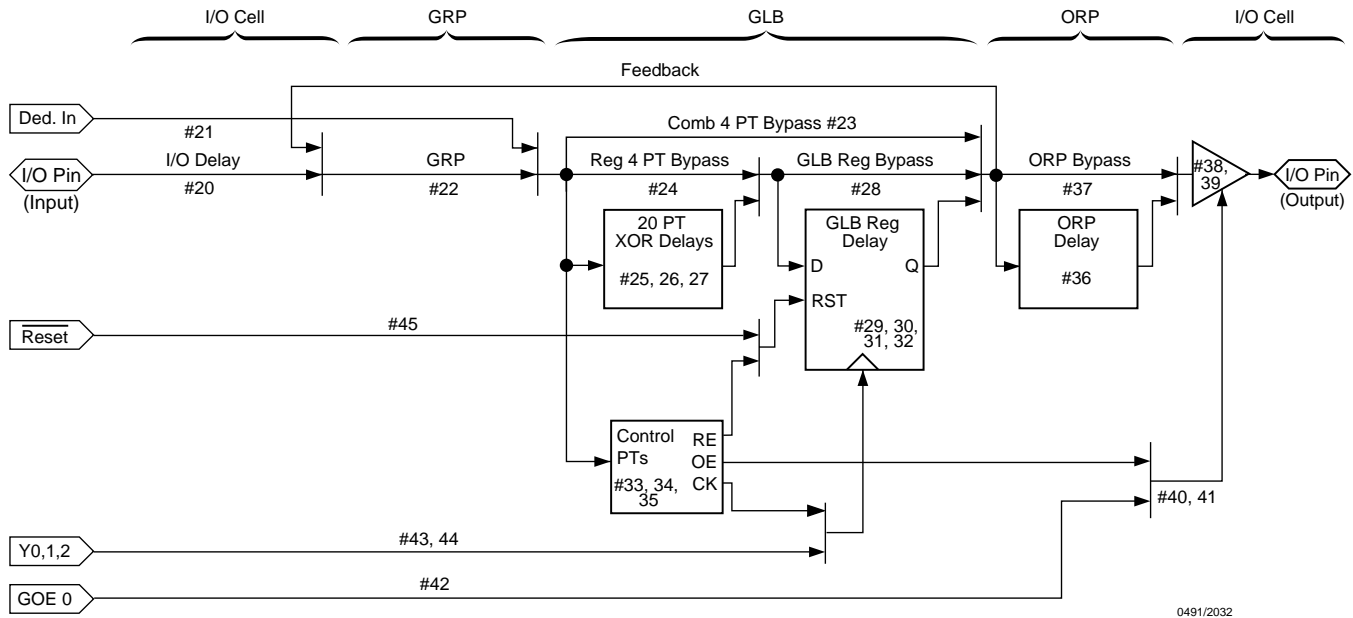 I/O Cell
GRP
GLB
ORP
I/O Cell
Feedback
Ded. In
#21
Comb 4 PT Bypass #23
I/O Pin
(Input)
I/O Delay
#20
GRP
#22
Reg 4 PT Bypass
#24
GLB Reg Bypass
#28
ORP Bypass
#37
#38,
39
I/O Pin
(Output)
20 PT
XOR Delays
#25, 26, 27
GLB Reg
Delay
D
Q
RST
#29, 30,
31, 32
ORP
Delay
#36
Reset
#45
Control
PTs
RE
OE
CK
#33, 34,
35
#40, 41
Y0,1,2
#43, 44
GOE 0
#42
0491/2032